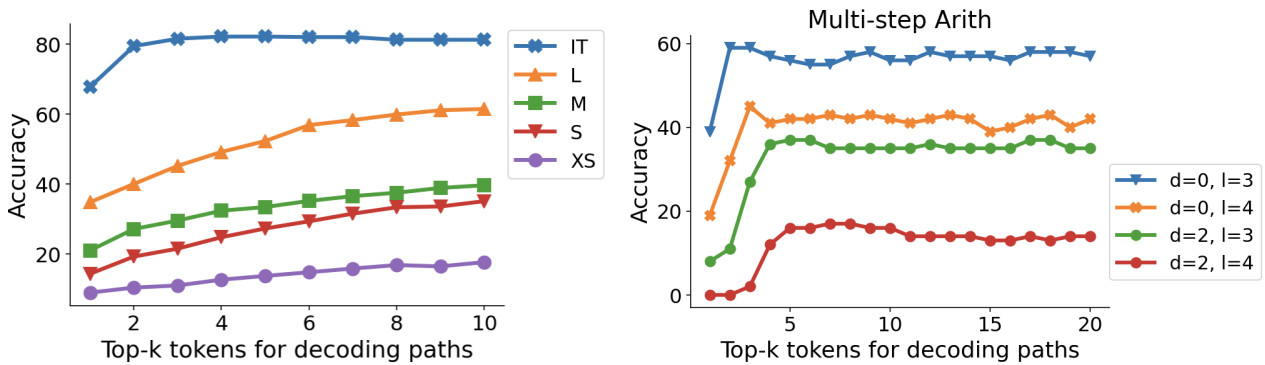 Accuracy
80
60
40
20
2
4
6
8
10
Top-k tokens for decoding paths
IT
L
M
S
XS
Multi-step Arith
Accuracy
60
40
20
0
5
10
15
20
Top-k tokens for decoding paths
d=0, l=3
d=0, l=4
d=2, l=3
d=2, l=4